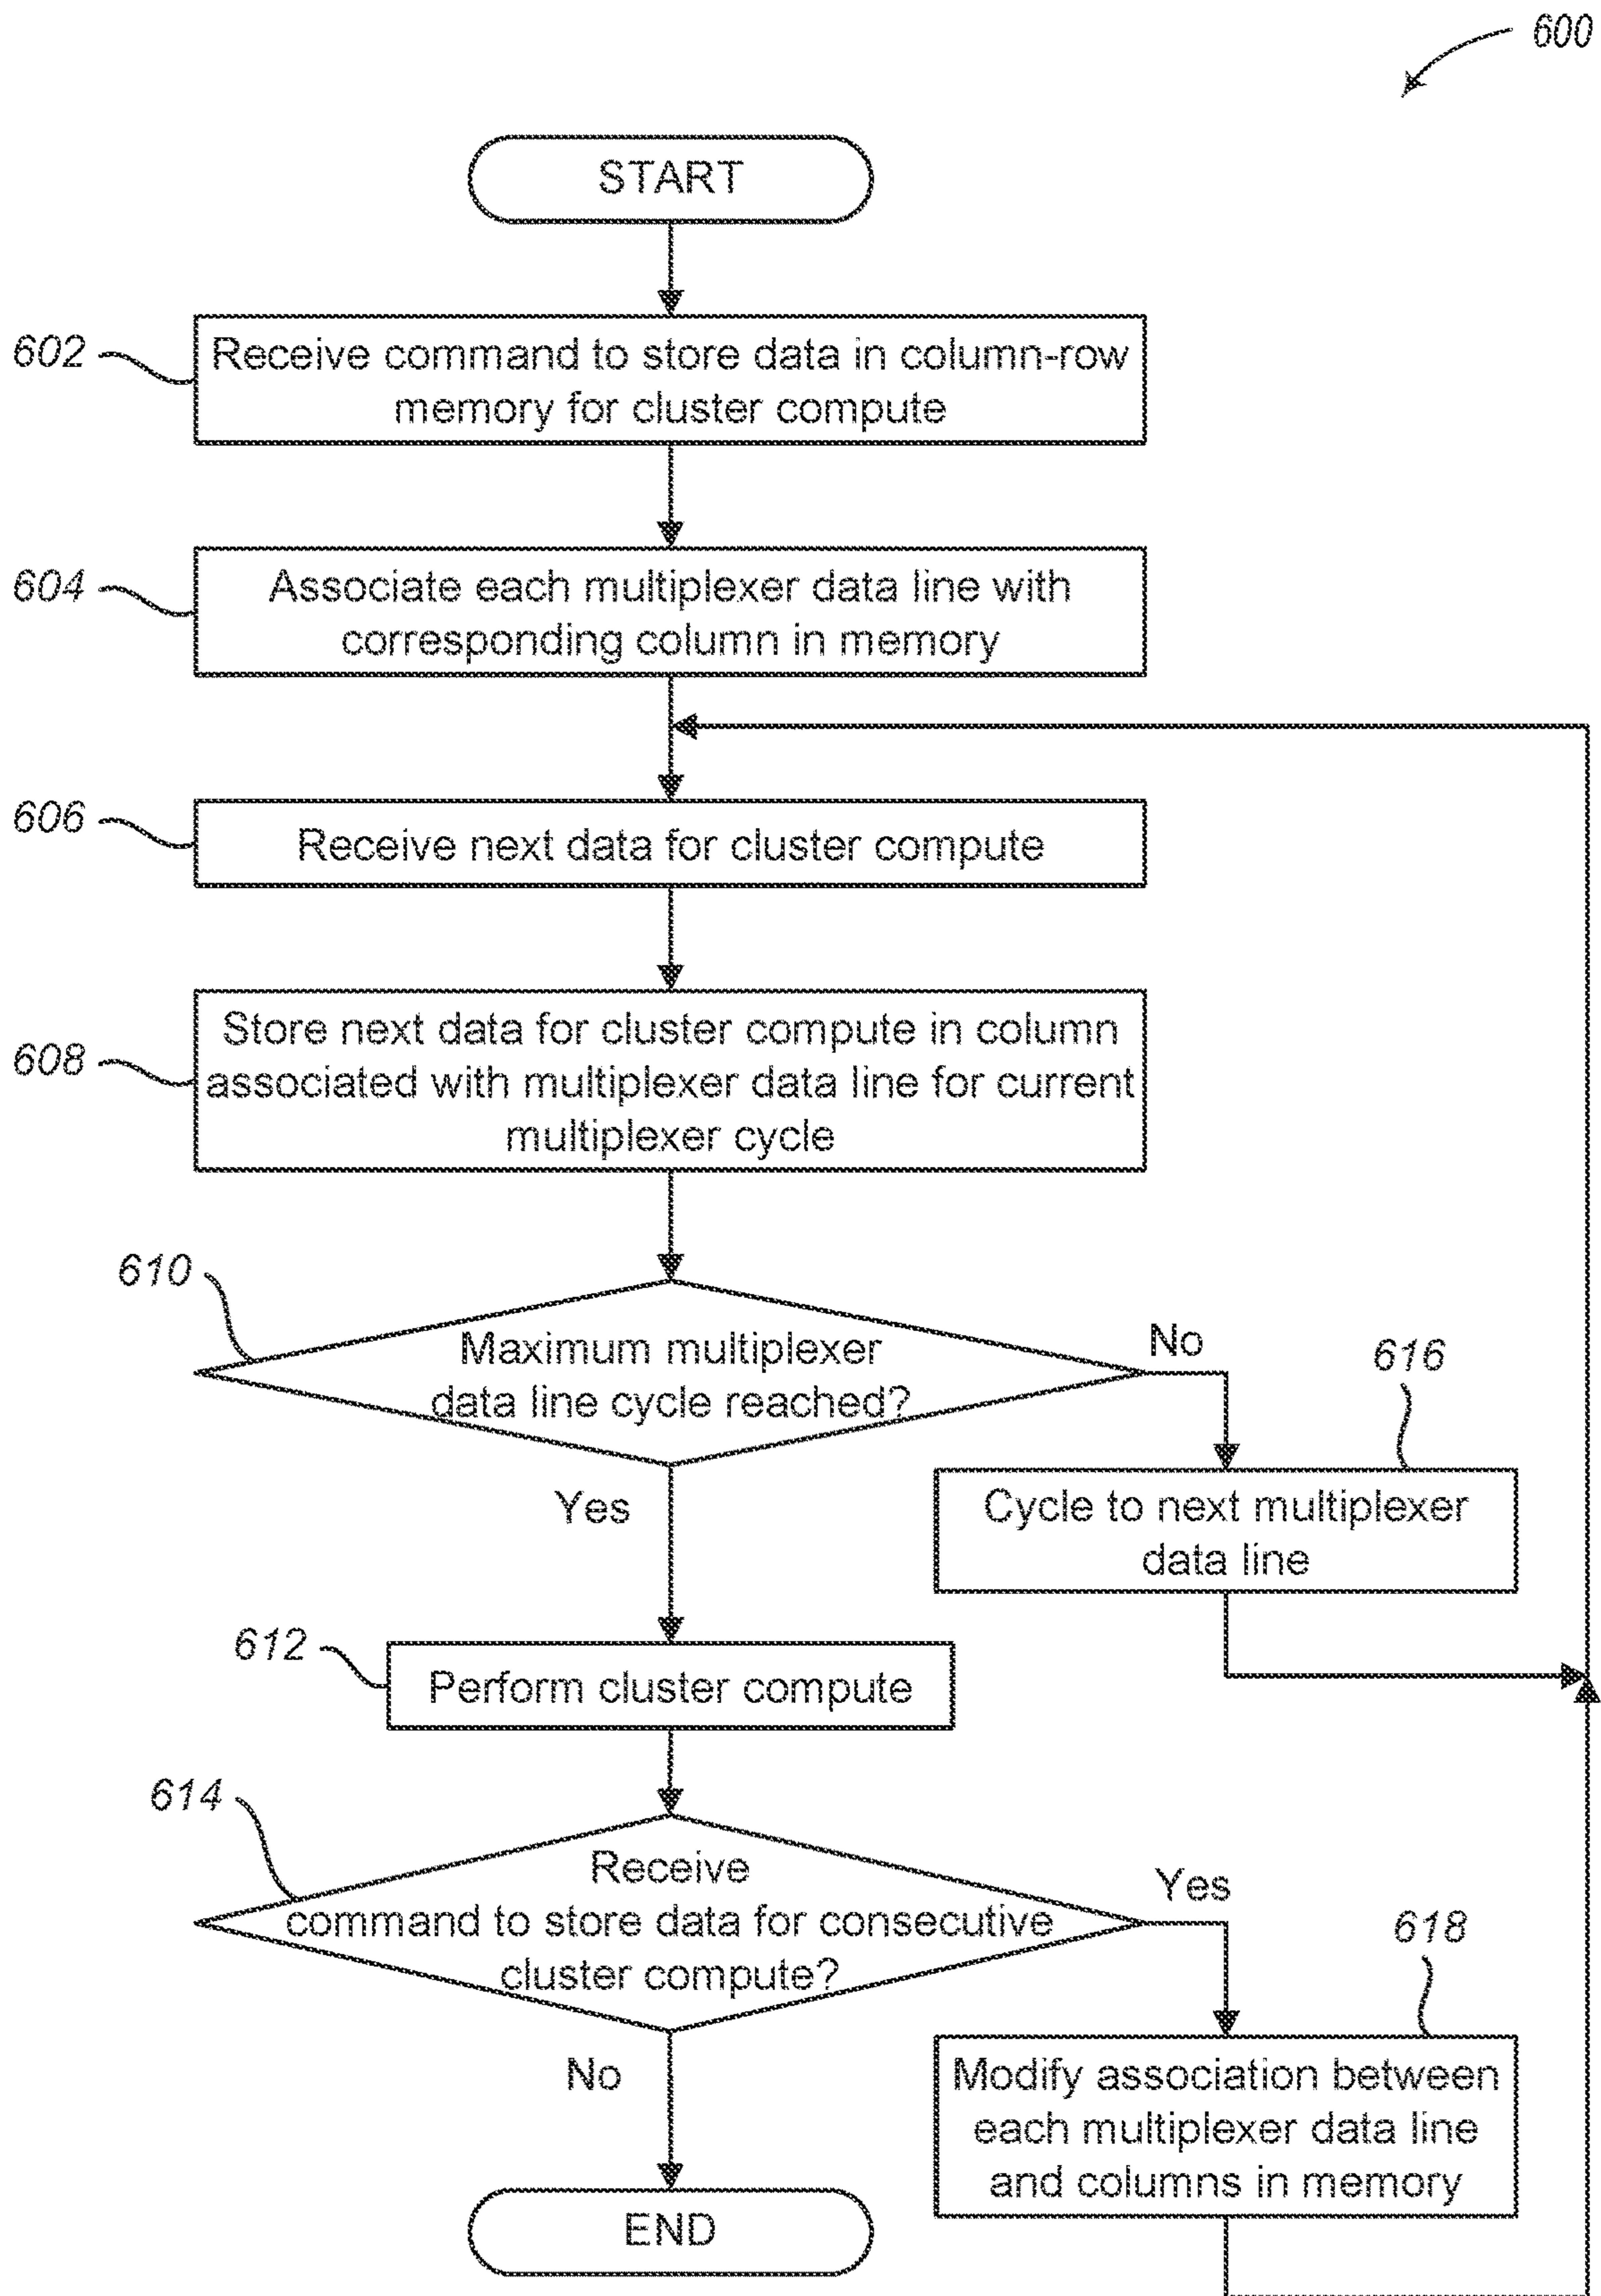 600
START
602
Receive command to store data in column-row
memory for cluster compute
604
Associate each multiplexer data line with
corresponding column in memory
606
Receive next data for cluster compute
608
Store next data for cluster compute in column
associated with multiplexer data line for current
multiplexer cycle
610
Maximum multiplexer
data line cycle reached?
No
616
Cycle to next multiplexer
data line
Yes
612
Perform cluster compute
614
Receive
command to store data for consecutive
cluster compute?
Yes
618
Modify association between
each multiplexer data line
and columns in memory
No
END